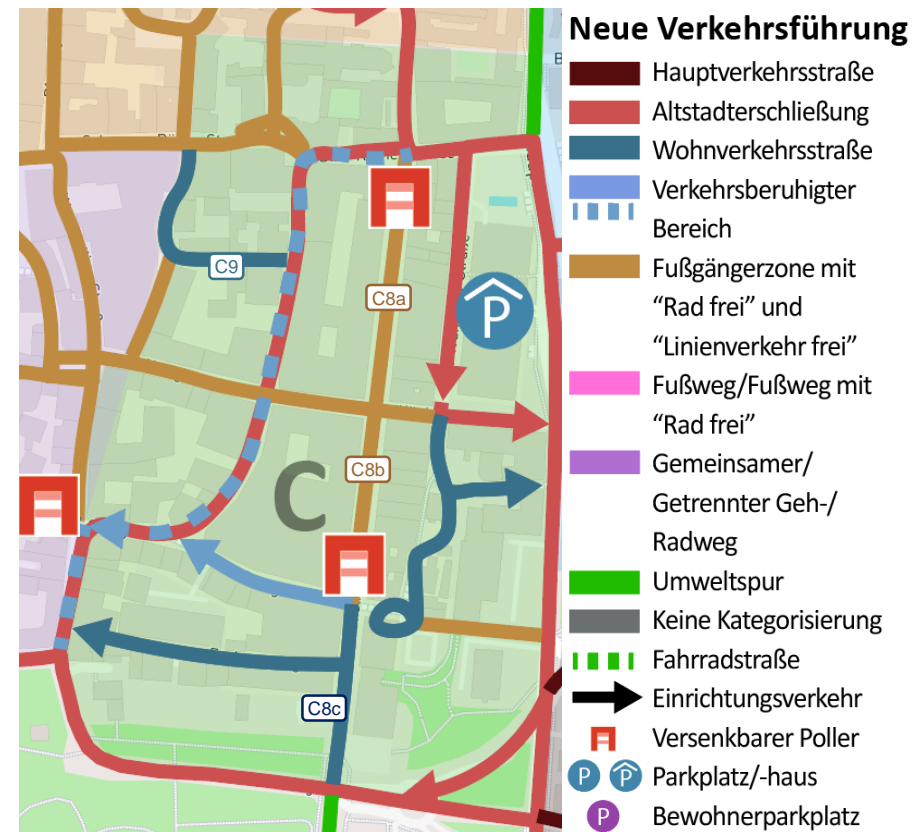 Neue Verkehrsführung
Hauptverkehrsstraße
Altstadterschließung
Wohnverkehrsstraße
Verkehrsberuhigter
Bereich
Fußgängerzone mit
“Rad frei” und
“Linienverkehr frei”
Fußweg/Fußweg mit
“Rad frei”
Gemeinsamer/
Getrennter Geh-/
Radweg
Umweltspur
Keine Kategorisierung
Fahrradstraße
Einrichtungsverkehr
Versenkbarer Poller
P P Parkplatz/-haus
P Bewohnerparkplatz
C9
C8a
P
C8b
C
C8c